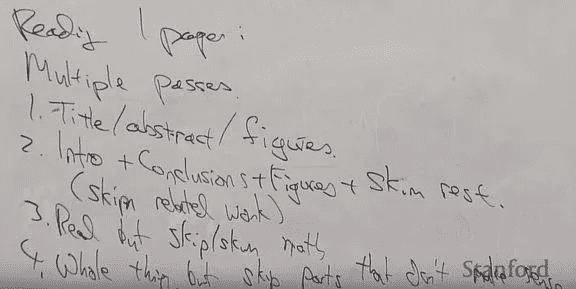 Readig 1 paper:
Multiple passes.
1. Title/abstract/figures.
2. Intro + Conclusions + Figures + Skim rest.
(skip related work)
3. Read but skip/skim math
4. Whole thing but skip parts that don't make sense
Stanford